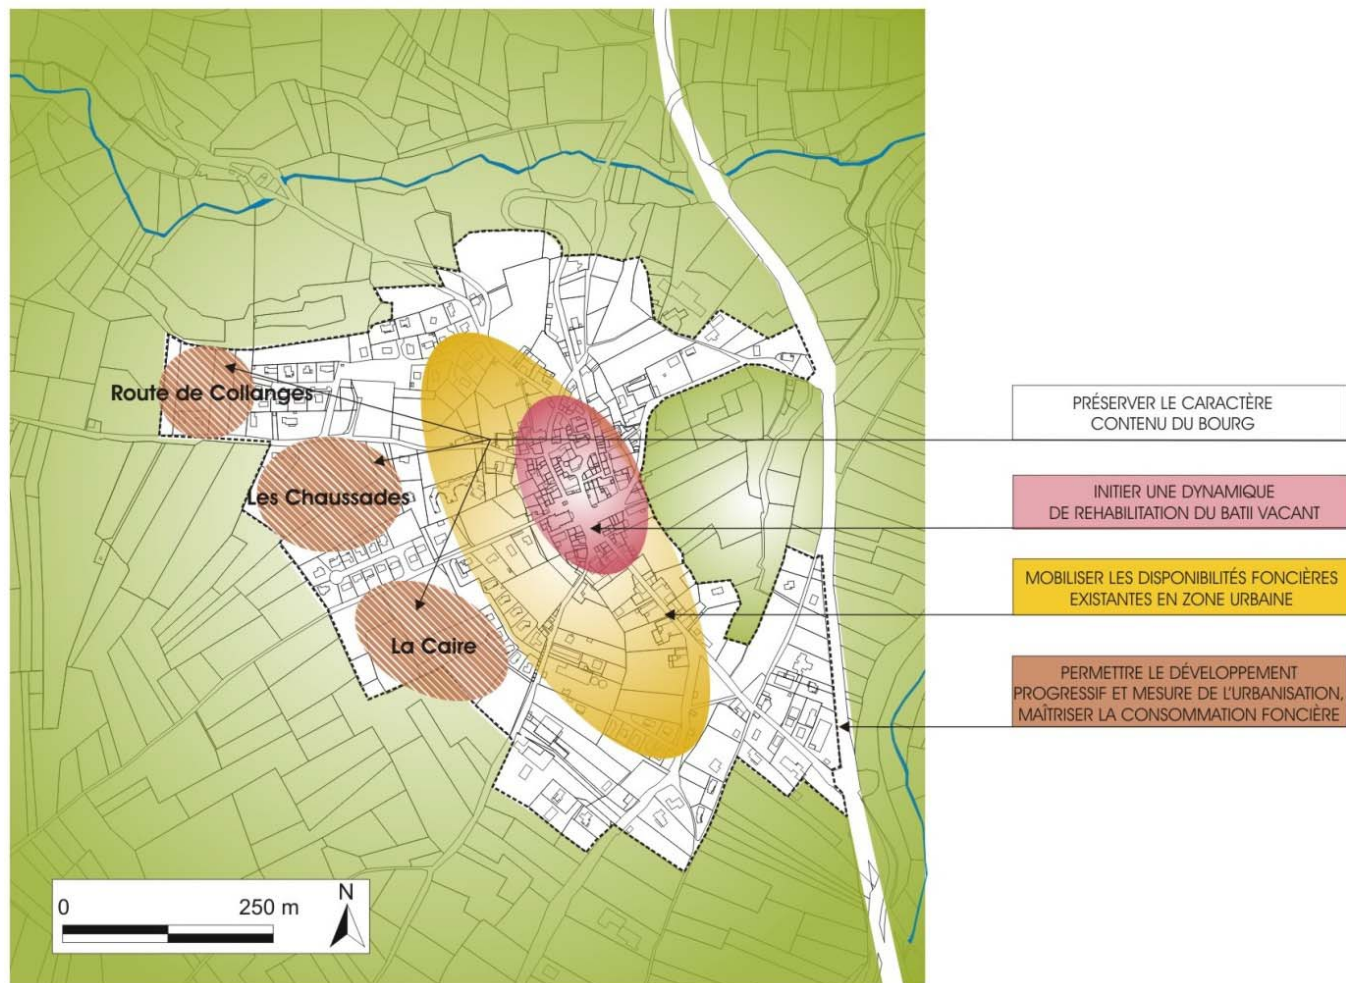 Route de Collanges
Les Chaussades
La Caire
PRÉSERVER LE CARACTÈRE
CONTENU DU BOURG
INITIER UNE DYNAMIQUE
DE REHABILITATION DU BATII VACANT
MOBILISER LES DISPONIBILITÉS FONCIÈRES
EXISTANTES EN ZONE URBAINE
PERMETTRE LE DÉVELOPPEMENT
PROGRESSIF ET MESURE DE L'URBANISATION,
MAÎTRISER LA CONSOMMATION FONCIÈRE
0 250 m
N